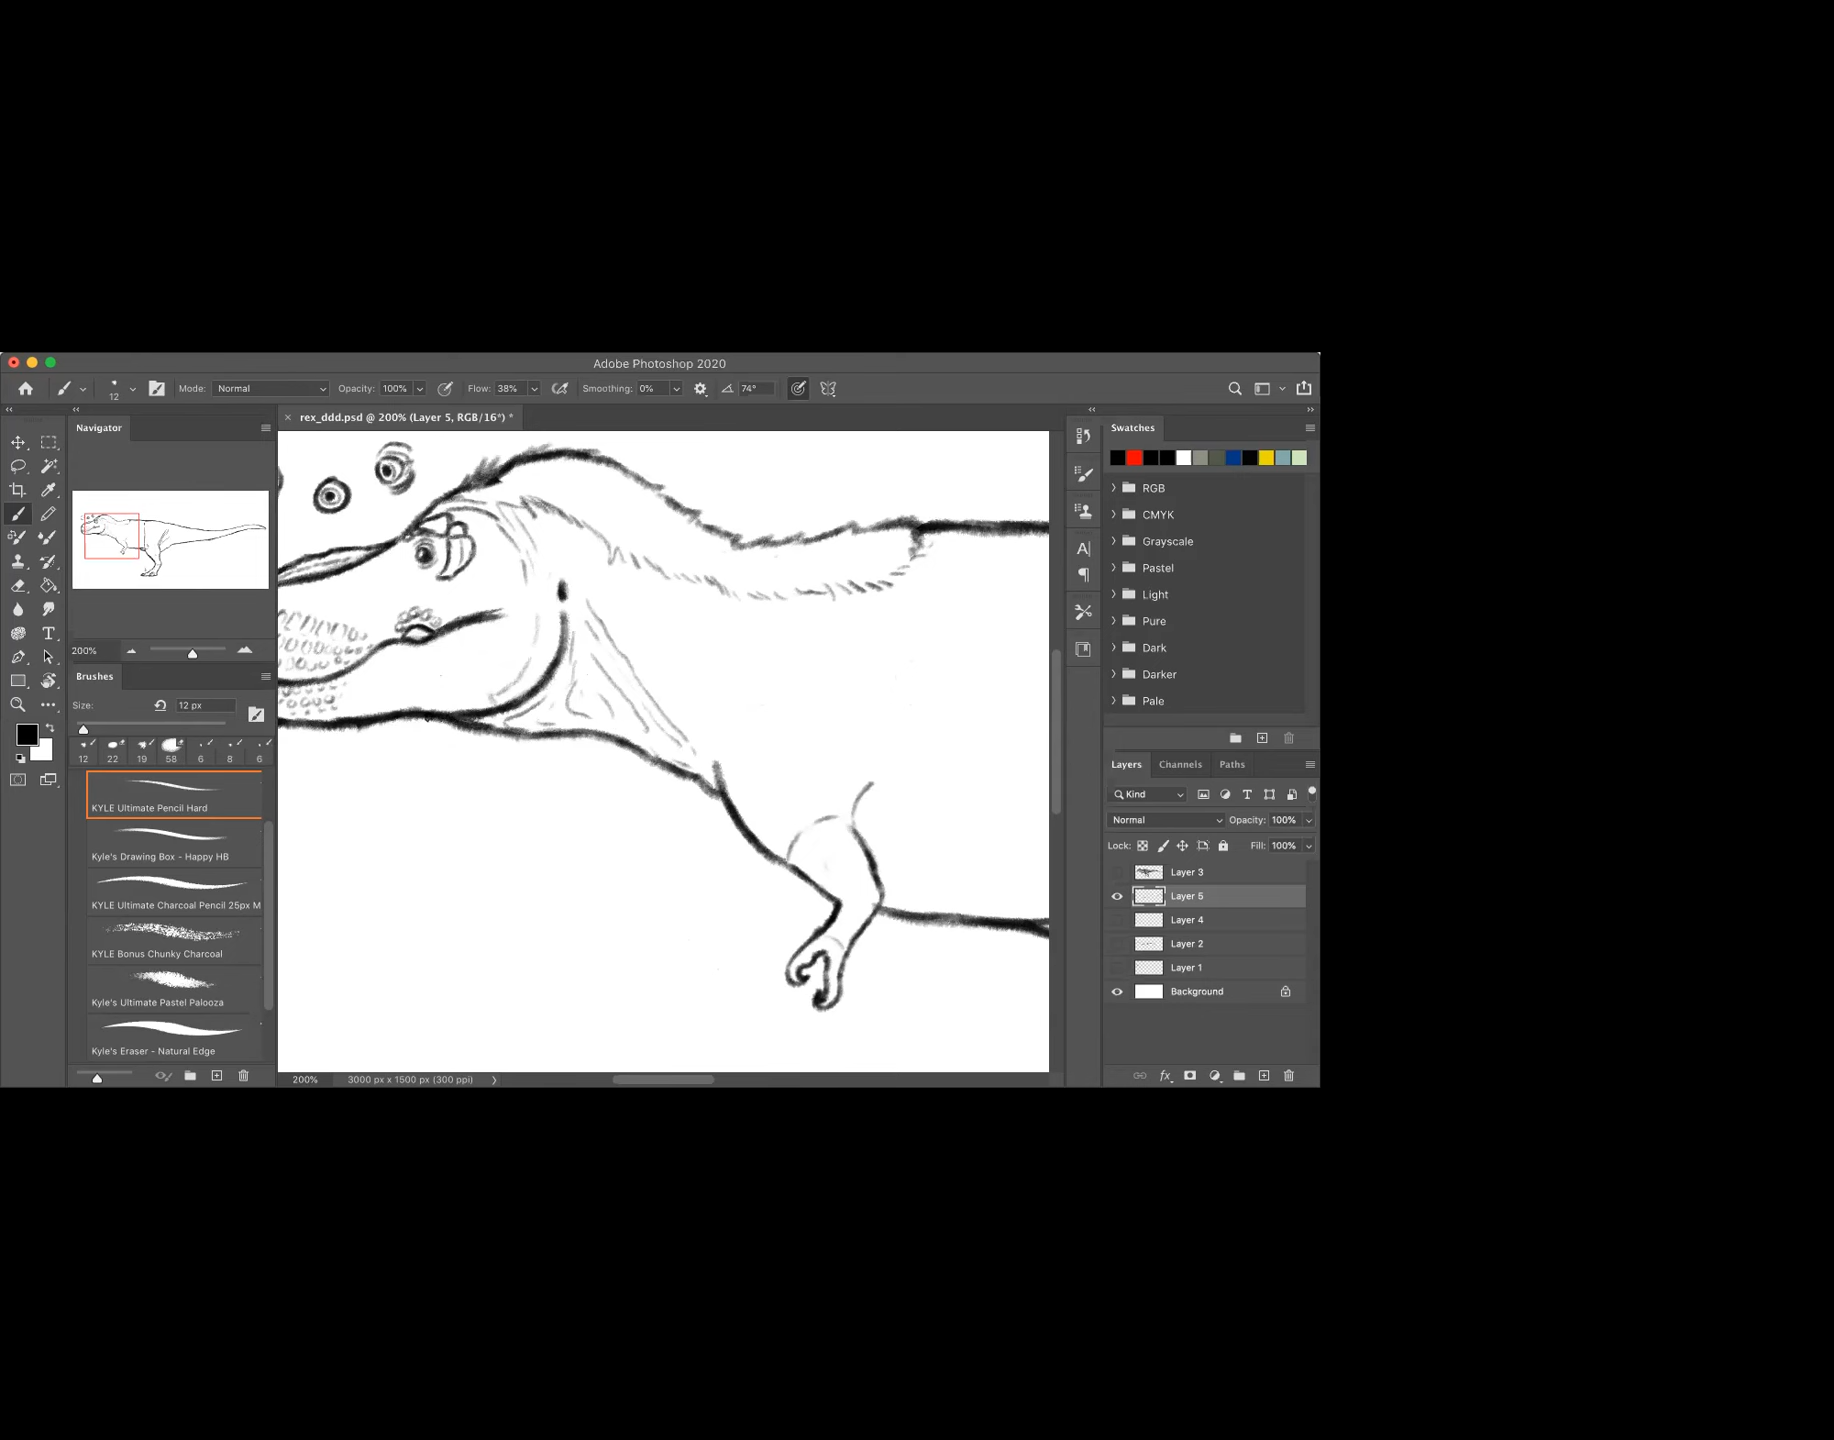 Adobe Photoshop 2020
12 Mode: Normal Opacity: 100% Flow: 38% Smoothing: 0% 74°
rex_ddd.psd @ 200% (Layer 5, RGB/16*) *
Navigator
200%
Brushes
Size: 12 px
12 22 19 58 6 8 6
KYLE Ultimate Pencil Hard
Kyle's Drawing Box - Happy HB
KYLE Ultimate Charcoal Pencil 25px M
KYLE Bonus Chunky Charcoal
Kyle's Ultimate Pastel Palooza
Kyle's Eraser - Natural Edge
200% 3000 px x 1500 px (300 ppi)
Swatches
RGB
CMYK
Grayscale
Pastel
Light
Pure
Dark
Darker
Pale
Layers Channels Paths
Kind
Normal Opacity: 100%
Lock: Fill: 100%
Layer 3
Layer 5
Layer 4
Layer 2
Layer 1
Background
fx